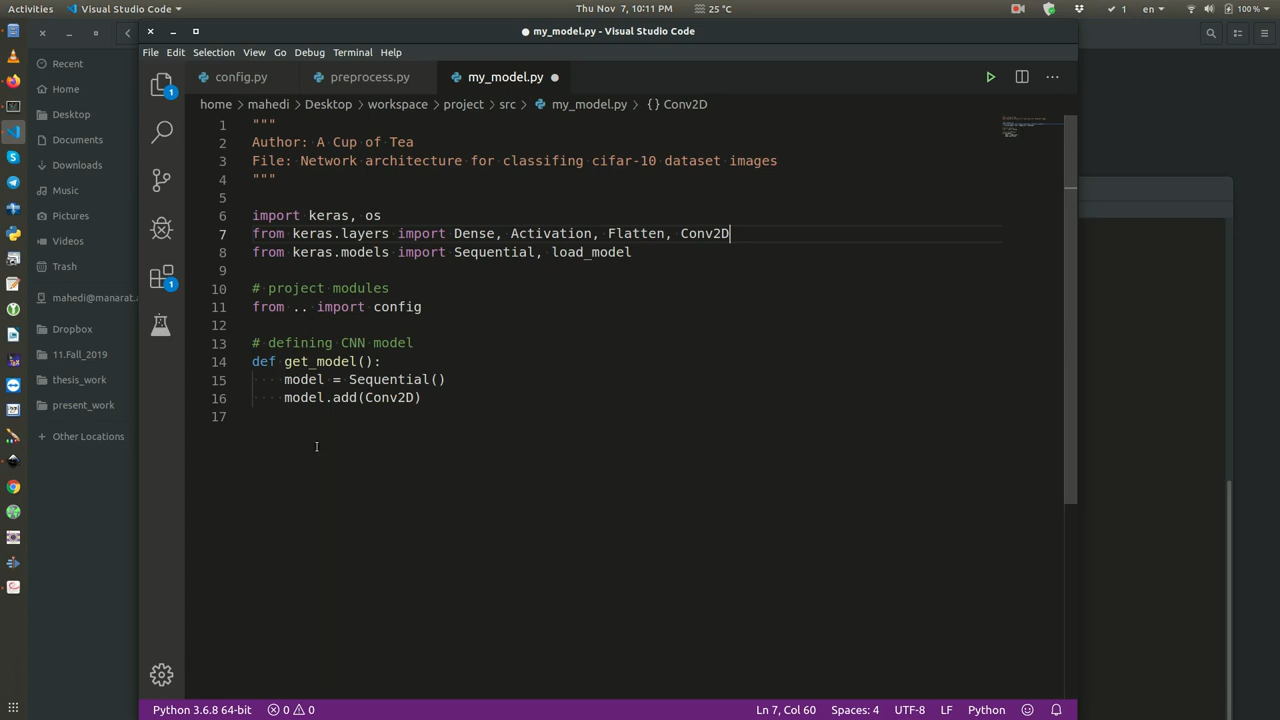 Activities
Visual Studio Code
Thu Nov 7, 10:11 PM
25 °C
1
en
100 %
my_model.py - Visual Studio Code
File Edit Selection View Go Debug Terminal Help
config.py
preprocess.py
my_model.py
home > mahedi > Desktop > workspace > project > src > my_model.py > {} Conv2D
Recent
Home
Desktop
Documents
Downloads
Music
Pictures
Videos
Trash
mahedi@manarat.
Dropbox
11.Fall_2019
thesis_work
present_work
+ Other Locations
1
1
1 """
2 Author: A Cup of Tea
3 File: Network architecture for classifing cifar-10 dataset images
4 """
5
6 import keras, os
7 from keras.layers import Dense, Activation, Flatten, Conv2D
8 from keras.models import Sequential, load_model
9
10 # project modules
11 from .. import config
12
13 # defining CNN model
14 def get_model():
15 model = Sequential()
16 model.add(Conv2D)
17
Python 3.6.8 64-bit
0
0
Ln 7, Col 60
Spaces: 4
UTF-8
LF
Python